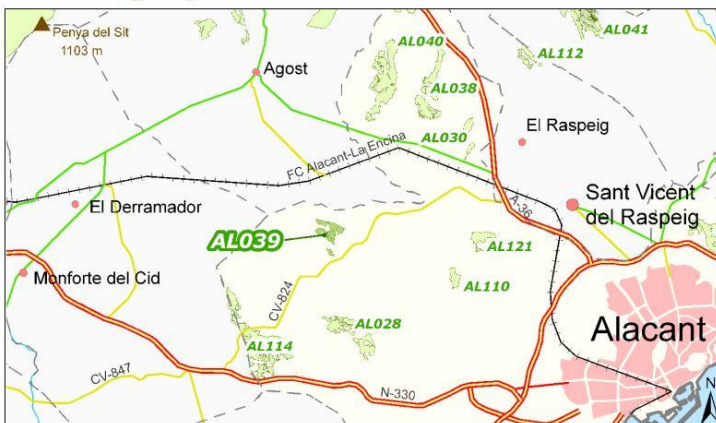 Penya del Sit
1103 m
AL040
AL041
AL112
Agost
AL038
El Raspeig
AL030
FC Alacant-La Encina
A-36
El Derramador
Sant Vicent
del Raspeig
AL039
AL121
Monforte del Cid
AL110
CV-824
AL028
Alacant
AL114
CV-847
N-330
N